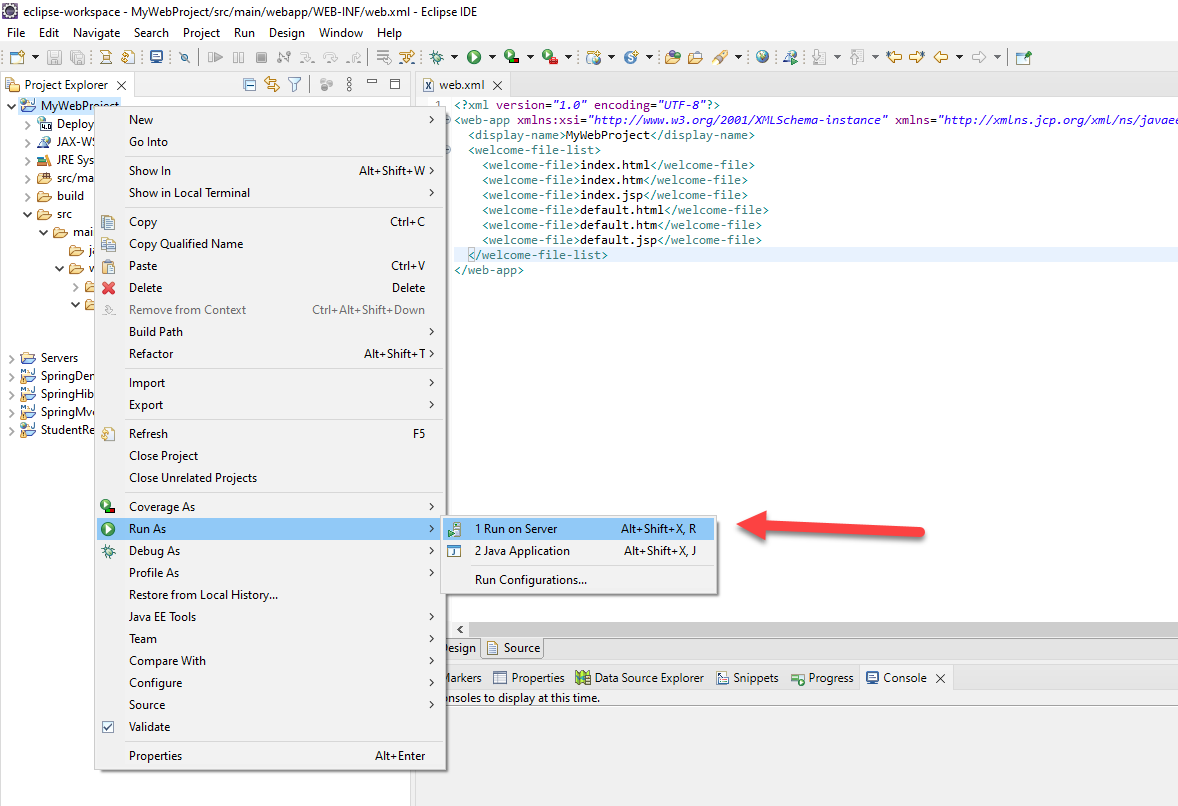 eclipse-workspace - MyWebProject/src/main/webapp/WEB-INF/web.xml - Eclipse IDE
File Edit Navigate Search Project Run Design Window Help
Project Explorer
web.xml
MyWebProject
Deploy
JAX-WS
JRE Sys
src/ma
build
src
mai
Servers
SpringDem
SpringHib
SpringMv
StudentRe
New
Go Into
Show In Alt+Shift+W
Show in Local Terminal
Copy Ctrl+C
Copy Qualified Name
Paste Ctrl+V
Delete Delete
Remove from Context Ctrl+Alt+Shift+Down
Build Path
Refactor Alt+Shift+T
Import
Export
Refresh F5
Close Project
Close Unrelated Projects
Coverage As
Run As
Debug As
Profile As
Restore from Local History...
Java EE Tools
Team
Compare With
Configure
Source
Validate
Properties Alt+Enter
1 Run on Server Alt+Shift+X, R
2 Java Application Alt+Shift+X, J
Run Configurations...
1 <?xml version="1.0" encoding="UTF-8"?>
<web-app xmlns:xsi="http://www.w3.org/2001/XMLSchema-instance" xmlns="http://xmlns.jcp.org/xml/ns/javaee
<display-name>MyWebProject</display-name>
<welcome-file-list>
<welcome-file>index.html</welcome-file>
<welcome-file>index.htm</welcome-file>
<welcome-file>index.jsp</welcome-file>
<welcome-file>default.html</welcome-file>
<welcome-file>default.htm</welcome-file>
<welcome-file>default.jsp</welcome-file>
</welcome-file-list>
</web-app>
esign Source
Markers Properties Data Source Explorer Snippets Progress Console
onsoles to display at this time.